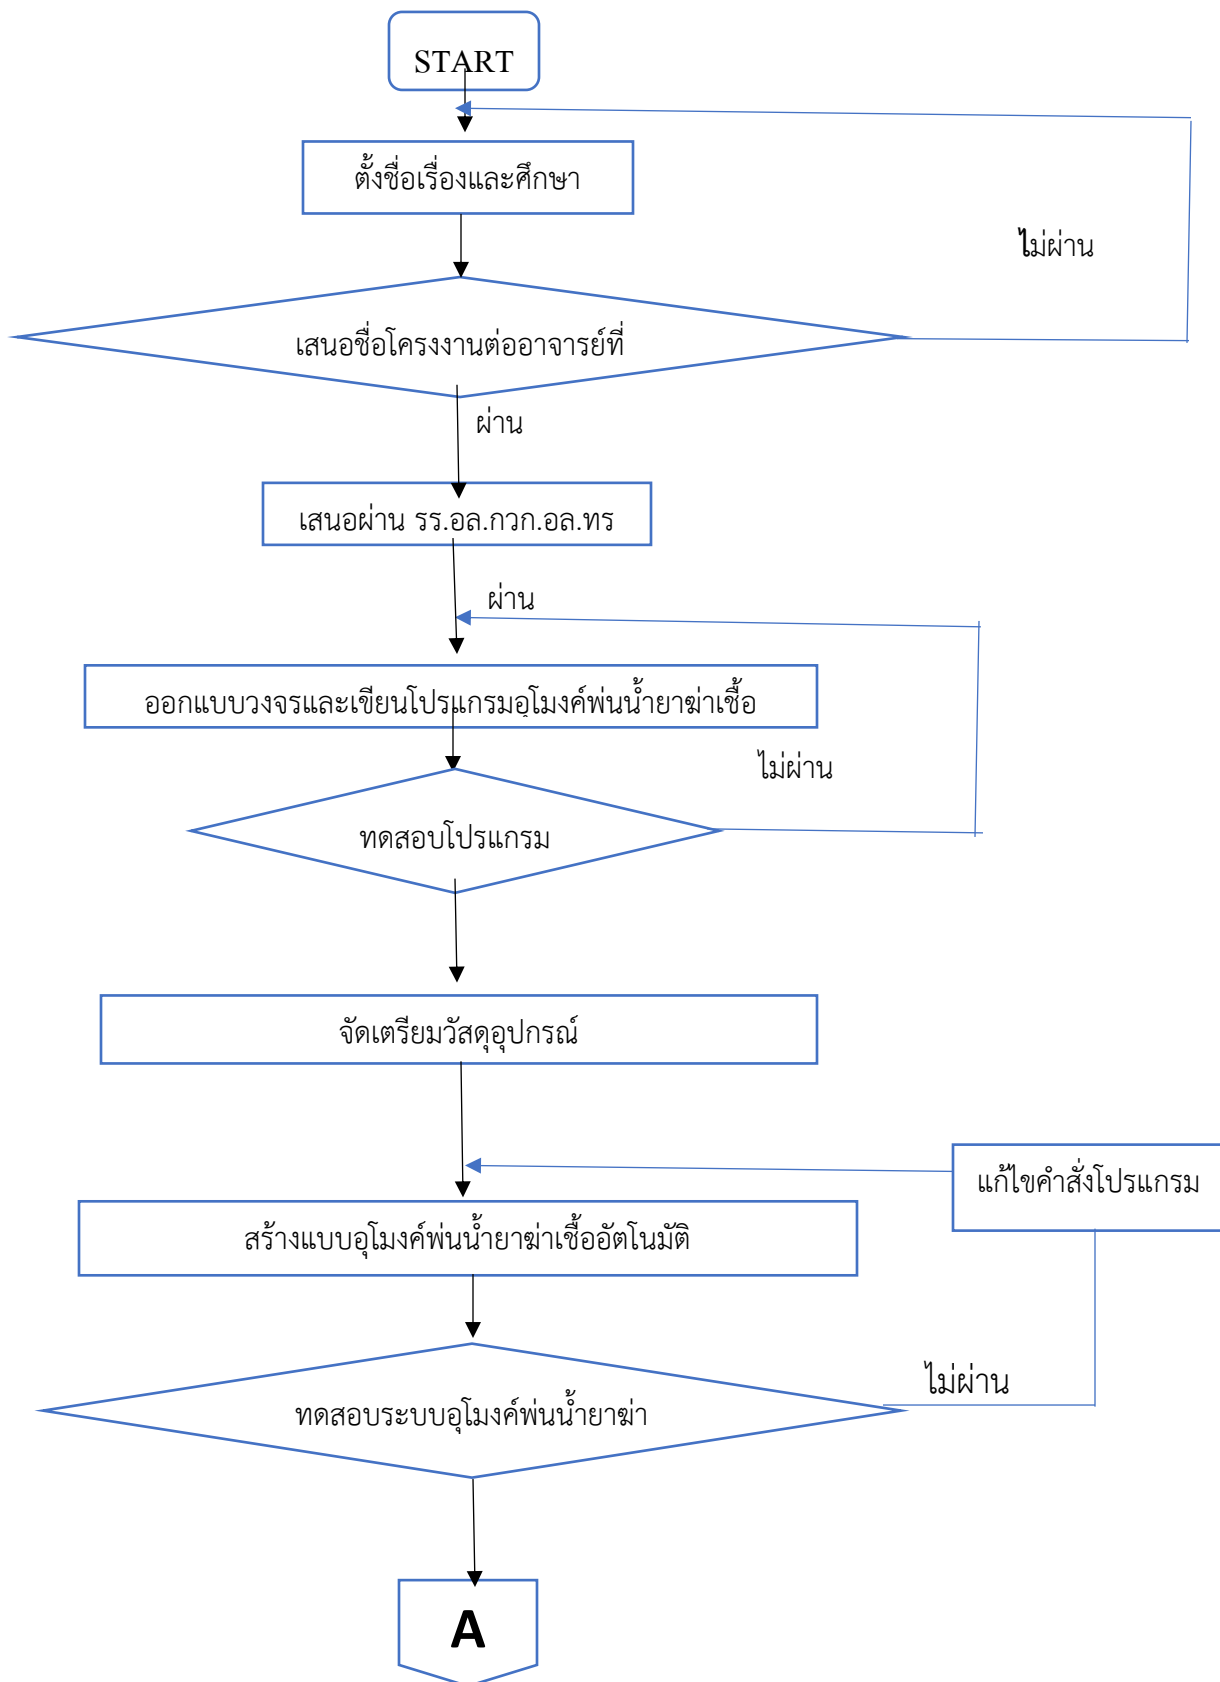 START
ตั้งชื่อเรื่องและศึกษา
ไม่ผ่าน
เสนอชื่อโครงงานต่ออาจารย์ที่
ผ่าน
เสนอผ่าน รร.อล.กวก.อล.ทร
ผ่าน
ออกแบบวงจรและเขียนโปรแกรมอุโมงค์พ่นน้ำยาฆ่าเชื้อ
ไม่ผ่าน
ทดสอบโปรแกรม
จัดเตรียมวัสดุอุปกรณ์
แก้ไขคำสั่งโปรแกรม
สร้างแบบอุโมงค์พ่นน้ำยาฆ่าเชื้ออัตโนมัติ
ไม่ผ่าน
ทดสอบระบบอุโมงค์พ่นน้ำยาฆ่า
A